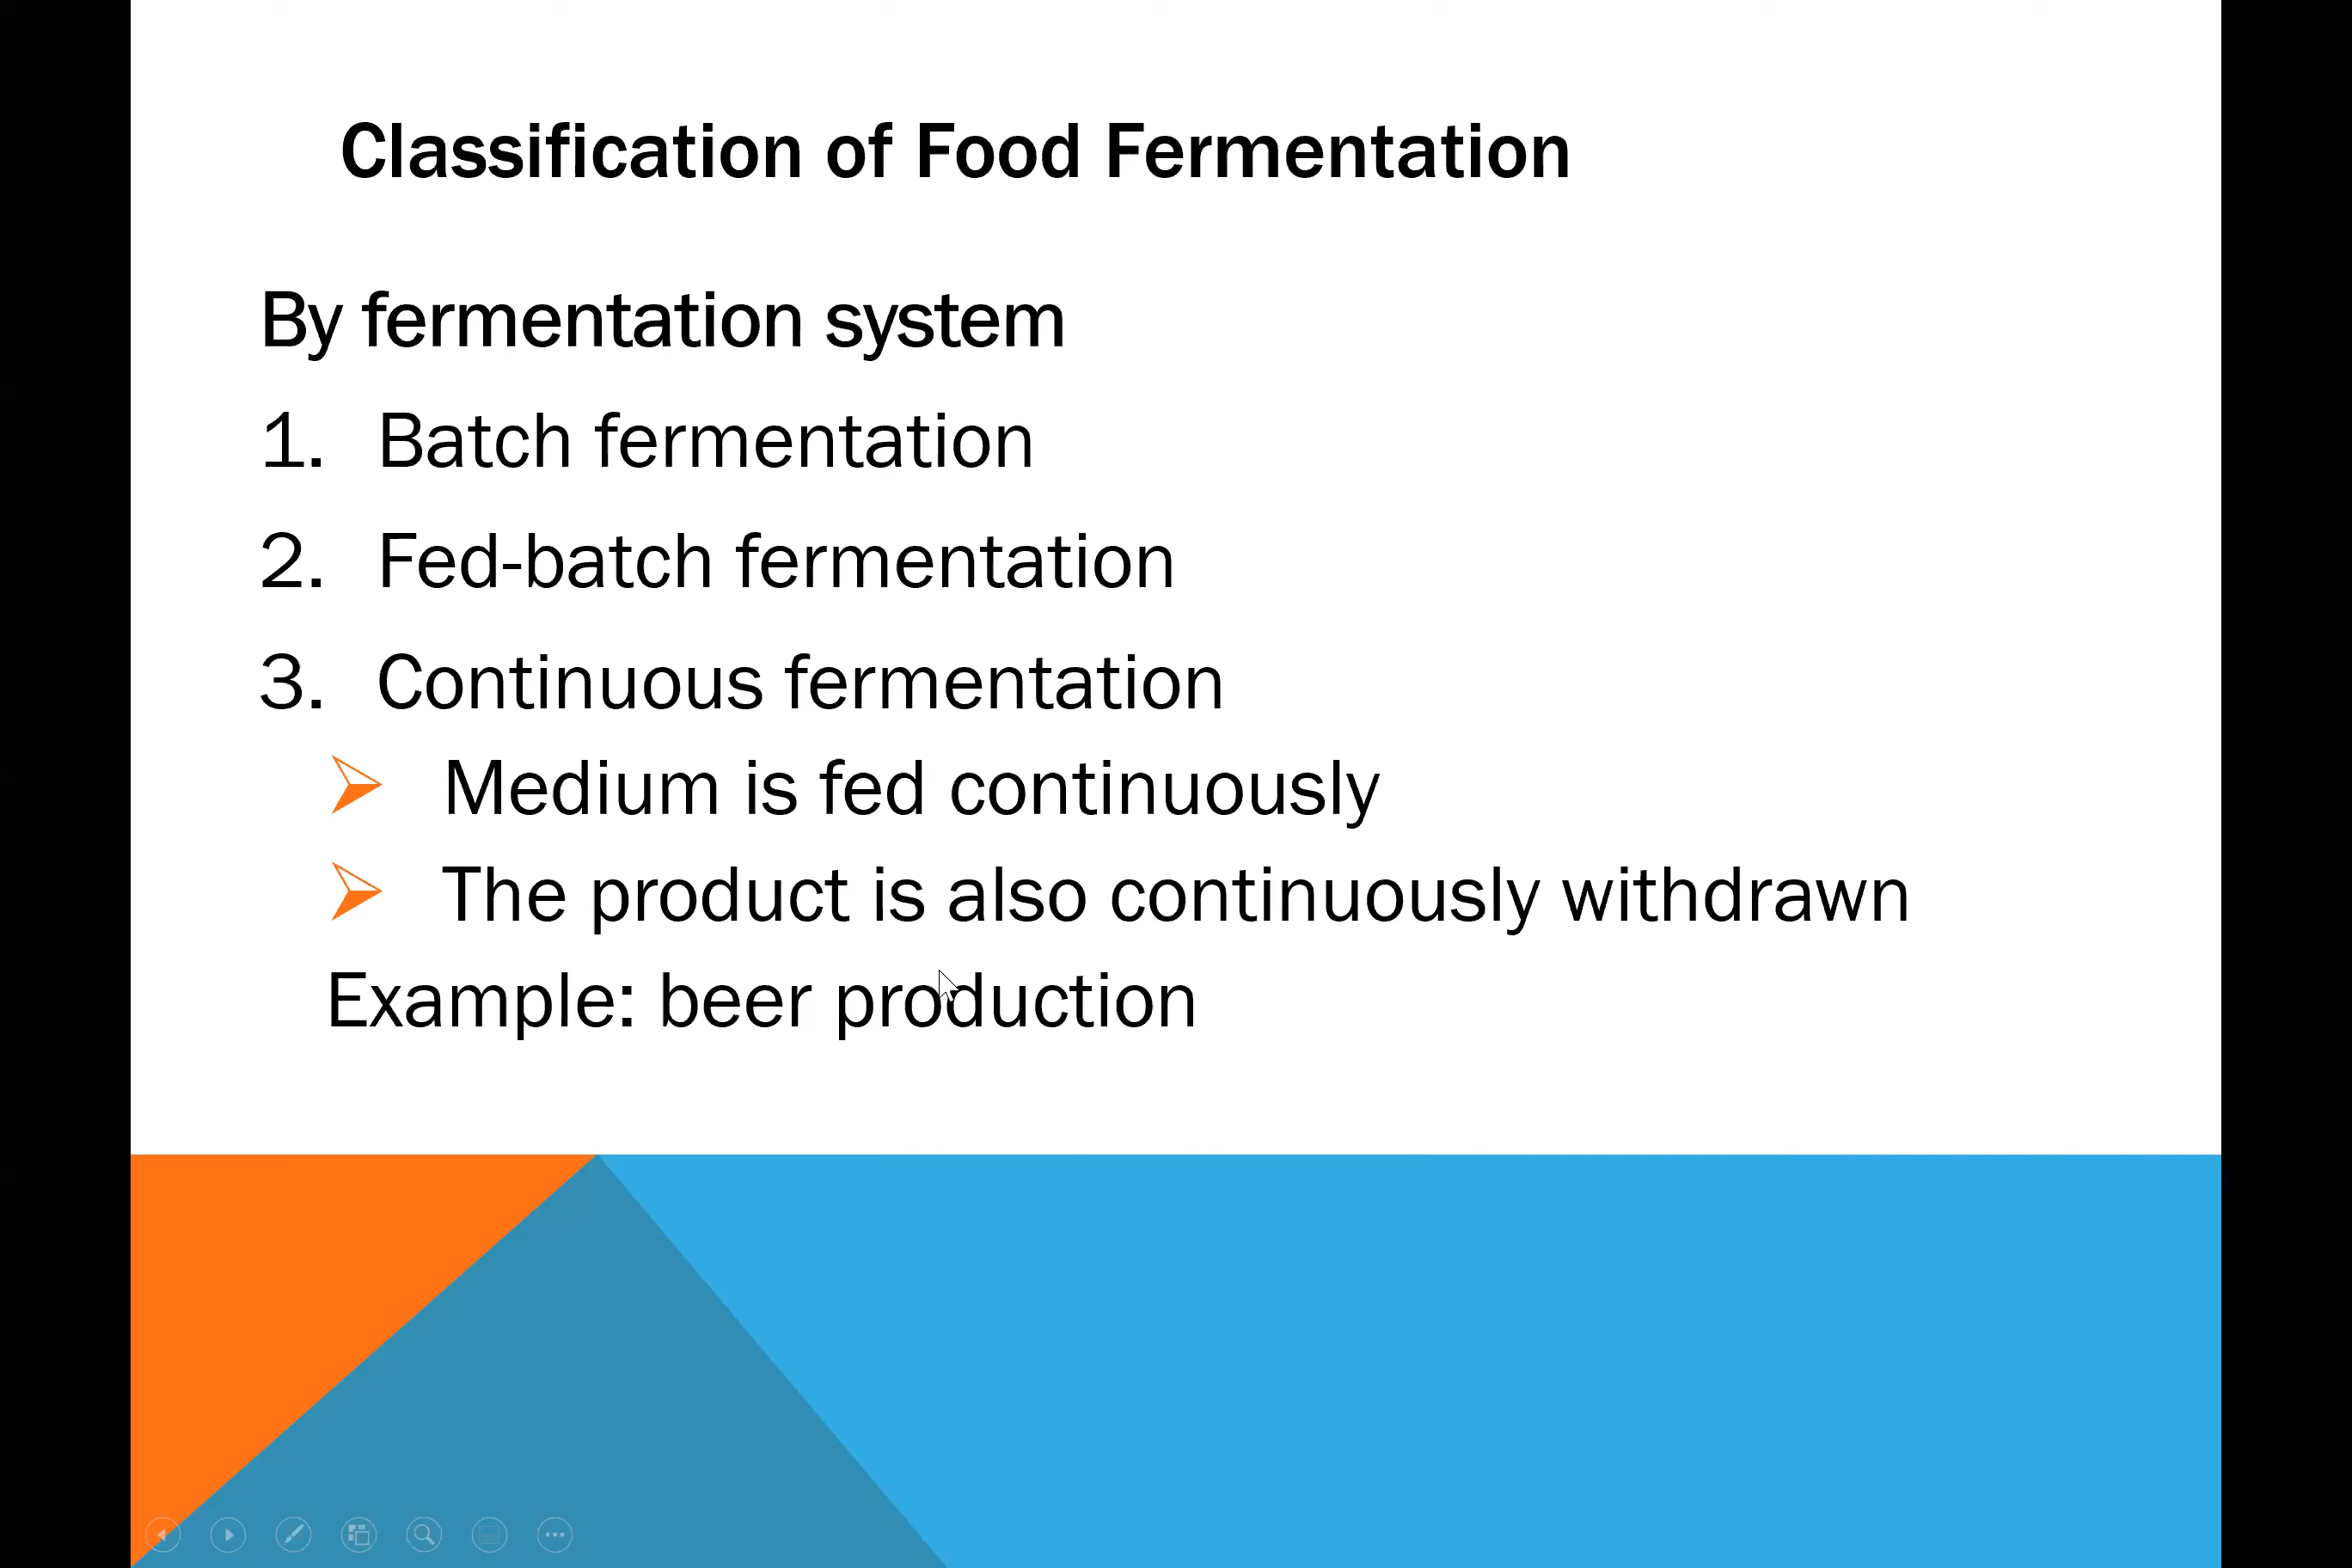 Classification of Food Fermentation
By fermentation system
1. Batch fermentation
2. Fed-batch fermentation
3. Continuous fermentation
Medium is fed continuously
The product is also continuously withdrawn
Example: beer production